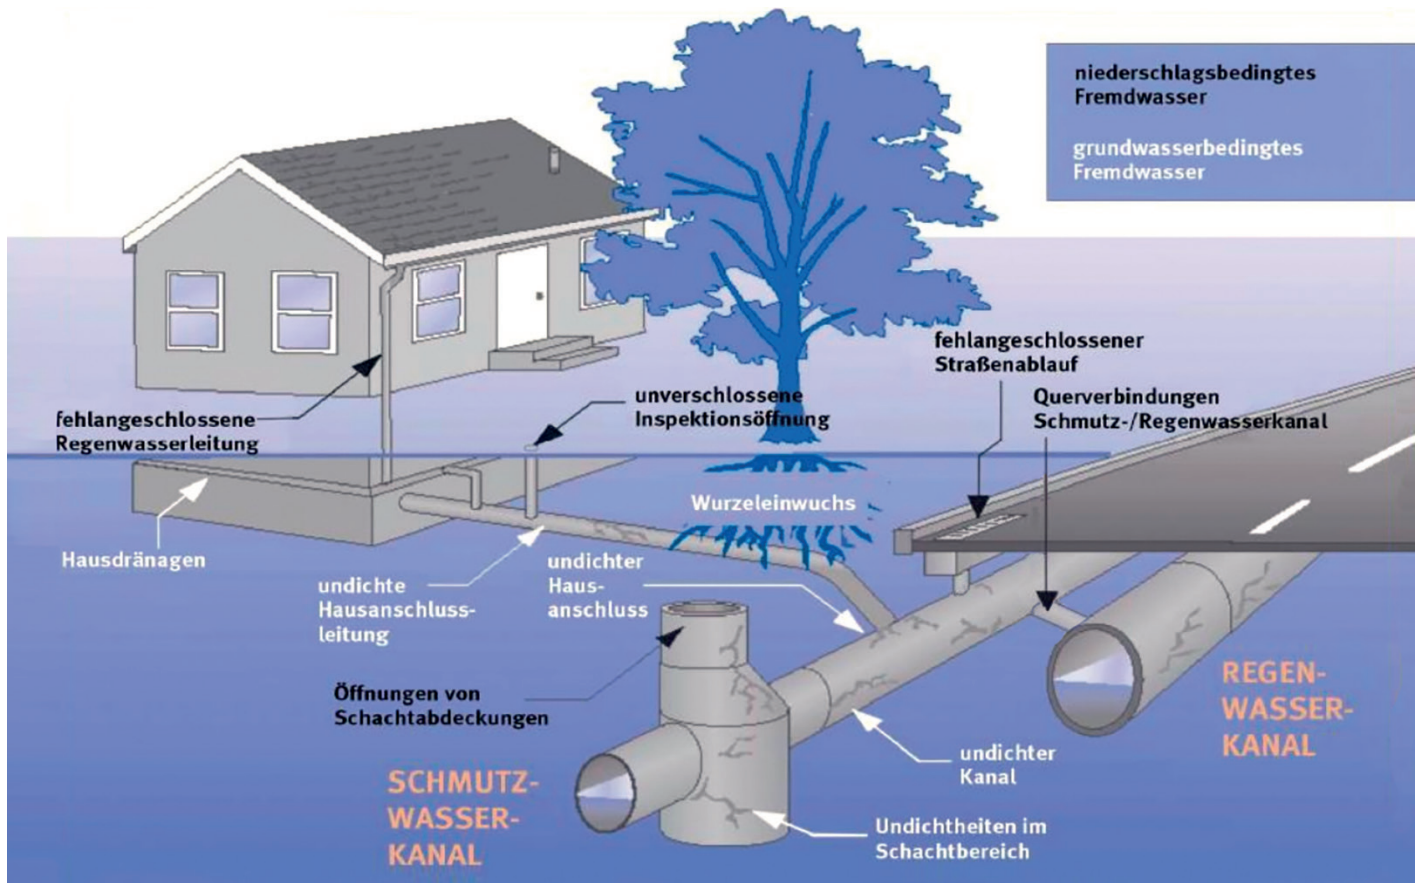 niederschlagsbedingtes
Fremdwasser
grundwasserbedingtes
Fremdwasser
fehlangeschlossener
Straßenablauf
unverschlossene
Inspektionsöffnung
Querverbindungen
Schmutz-/Regenwasserkanal
fehlangeschlossene
Regenwasserleitung
Wurzeleinwuchs
Hausdränagen
undichte
Hausanschluss-
leitung
undichter
Haus-
anschluss
Öffnungen von
Schachtabdeckungen
REGEN-
WASSER-
KANAL
undichter
Kanal
SCHMUTZ-
WASSER-
KANAL
Undichtheiten im
Schachtbereich